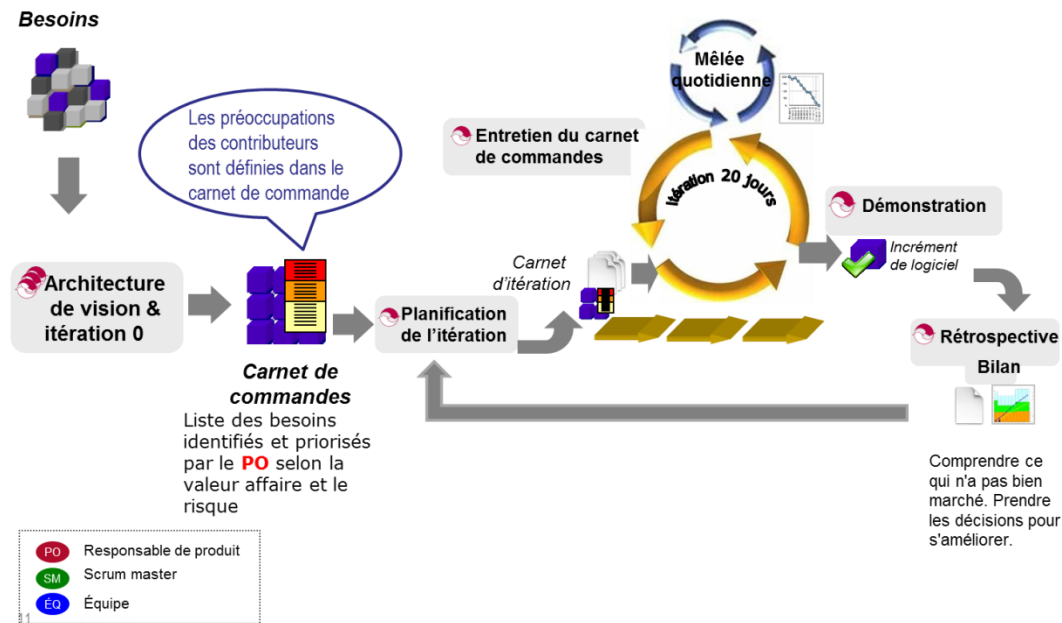 Besoins
Mêlée
quotidienne
Les préoccupations
des contributeurs
sont définies dans le
carnet de commande
Entretien du carnet
de commandes
itération 20 jours
Démonstration
Incrément
de logiciel
Carnet
d'itération
Architecture
de vision &
itération 0
Planification
de l'itération
Rétrospective
Bilan
Carnet de
commandes
Liste des besoins
identifiés et priorisés
par le PO selon la
valeur affaire et le
risque
Comprendre ce
qui n'a pas bien
marché. Prendre
les décisions pour
s'améliorer.
PO Responsable de produit
SM Scrum master
ÉQ Équipe